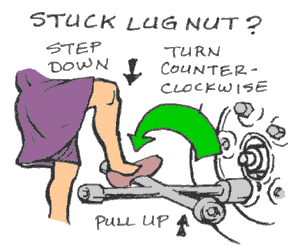 STUCK LUG NUT?
STEP
DOWN
TURN
COUNTER-
CLOCKWISE
PULL UP